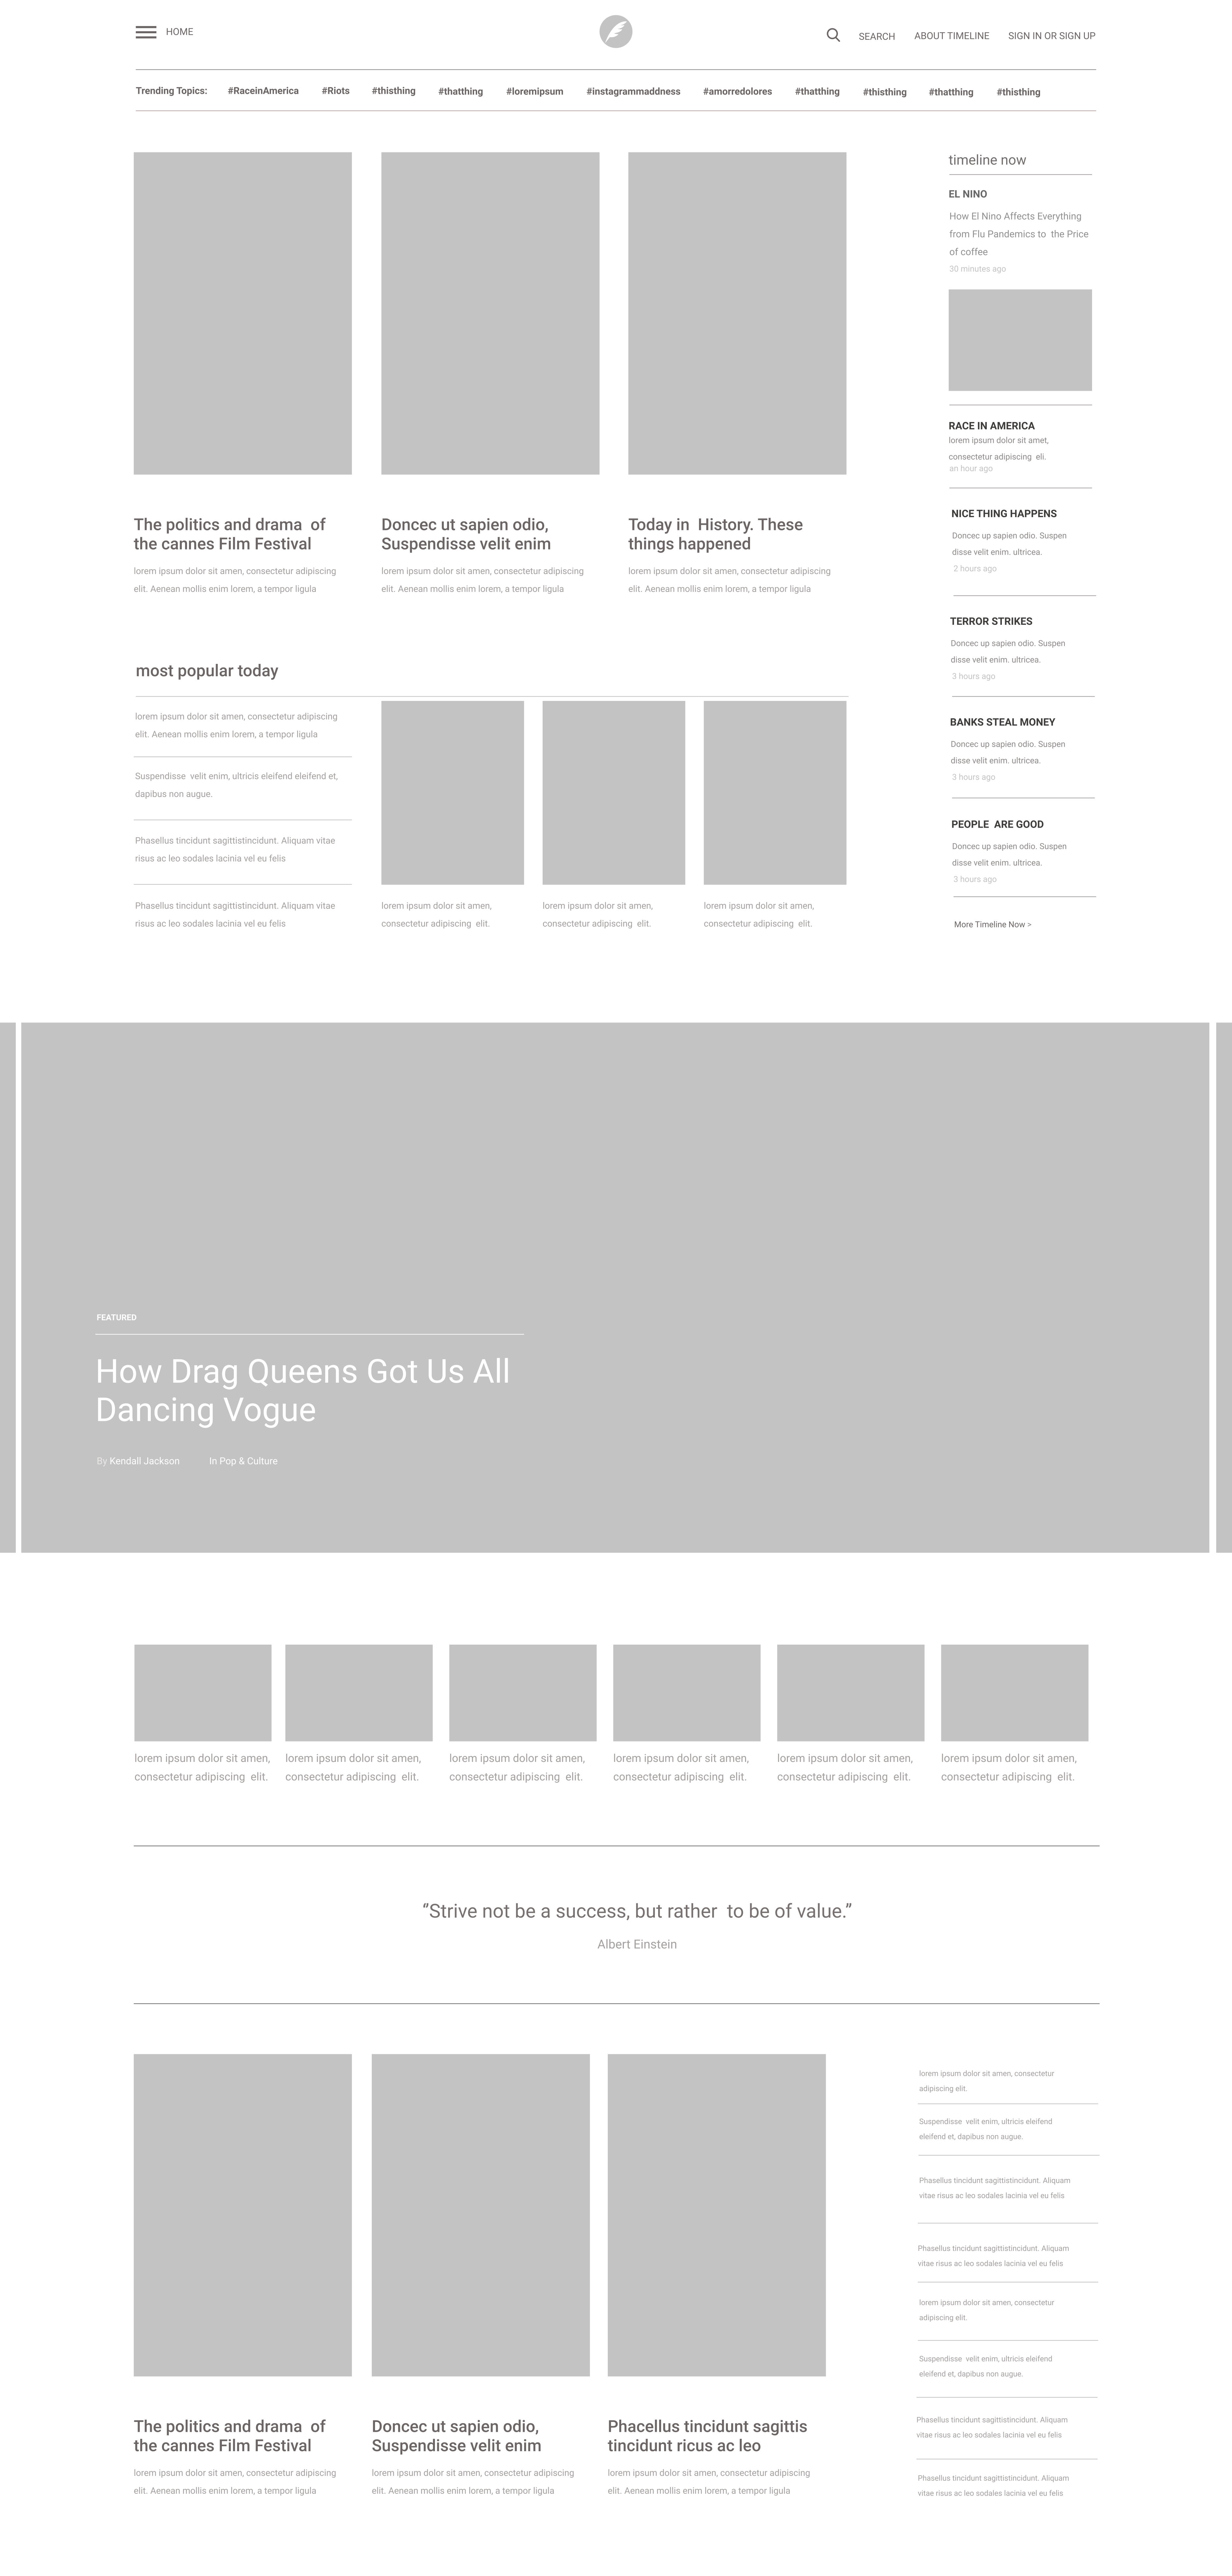 HOME
SEARCH
ABOUT TIMELINE
SIGN IN OR SIGN UP
Trending Topics: #RaceinAmerica #Riots #thisthing #thatthing #loremipsum #instagrammaddness #amorredolores #thatthing #thisthing #thatthing #thisthing
The politics and drama of
the cannes Film Festival
lorem ipsum dolor sit amen, consectetur adipiscing
elit. Aenean mollis enim lorem, a tempor ligula
Doncec ut sapien odio,
Suspendisse velit enim
lorem ipsum dolor sit amen, consectetur adipiscing
elit. Aenean mollis enim lorem, a tempor ligula
Today in History. These
things happened
lorem ipsum dolor sit amen, consectetur adipiscing
elit. Aenean mollis enim lorem, a tempor ligula
most popular today
lorem ipsum dolor sit amen, consectetur adipiscing
elit. Aenean mollis enim lorem, a tempor ligula
Suspendisse velit enim, ultricis eleifend eleifend et,
dapibus non augue.
Phasellus tincidunt sagittistincidunt. Aliquam vitae
risus ac leo sodales lacinia vel eu felis
Phasellus tincidunt sagittistincidunt. Aliquam vitae
risus ac leo sodales lacinia vel eu felis
lorem ipsum dolor sit amen,
consectetur adipiscing elit.
lorem ipsum dolor sit amen,
consectetur adipiscing elit.
lorem ipsum dolor sit amen,
consectetur adipiscing elit.
timeline now
EL NINO
How El Nino Affects Everything
from Flu Pandemics to the Price
of coffee
30 minutes ago
RACE IN AMERICA
lorem ipsum dolor sit amet,
consectetur adipiscing eli.
an hour ago
NICE THING HAPPENS
Doncec up sapien odio. Suspen
disse velit enim. ultricea.
2 hours ago
TERROR STRIKES
Doncec up sapien odio. Suspen
disse velit enim. ultricea.
3 hours ago
BANKS STEAL MONEY
Doncec up sapien odio. Suspen
disse velit enim. ultricea.
3 hours ago
PEOPLE ARE GOOD
Doncec up sapien odio. Suspen
disse velit enim. ultricea.
3 hours ago
More Timeline Now >
FEATURED
How Drag Queens Got Us All
Dancing Vogue
By Kendall Jackson
In Pop & Culture
lorem ipsum dolor sit amen,
consectetur adipiscing elit.
lorem ipsum dolor sit amen,
consectetur adipiscing elit.
lorem ipsum dolor sit amen,
consectetur adipiscing elit.
lorem ipsum dolor sit amen,
consectetur adipiscing elit.
lorem ipsum dolor sit amen,
consectetur adipiscing elit.
lorem ipsum dolor sit amen,
consectetur adipiscing elit.
“Strive not be a success, but rather to be of value.”
Albert Einstein
The politics and drama of
the cannes Film Festival
lorem ipsum dolor sit amen, consectetur adipiscing
elit. Aenean mollis enim lorem, a tempor ligula
Doncec ut sapien odio,
Suspendisse velit enim
lorem ipsum dolor sit amen, consectetur adipiscing
elit. Aenean mollis enim lorem, a tempor ligula
Phacellus tincidunt sagittis
tincidunt ricus ac leo
lorem ipsum dolor sit amen, consectetur adipiscing
elit. Aenean mollis enim lorem, a tempor ligula
lorem ipsum dolor sit amen, consectetur
adipiscing elit.
Suspendisse velit enim, ultricis eleifend
eleifend et, dapibus non augue.
Phasellus tincidunt sagittistincidunt. Aliquam
vitae risus ac leo sodales lacinia vel eu felis
Phasellus tincidunt sagittistincidunt. Aliquam
vitae risus ac leo sodales lacinia vel eu felis
lorem ipsum dolor sit amen, consectetur
adipiscing elit.
Suspendisse velit enim, ultricis eleifend
eleifend et, dapibus non augue.
Phasellus tincidunt sagittistincidunt. Aliquam
vitae risus ac leo sodales lacinia vel eu felis
Phasellus tincidunt sagittistincidunt. Aliquam
vitae risus ac leo sodales lacinia vel eu felis